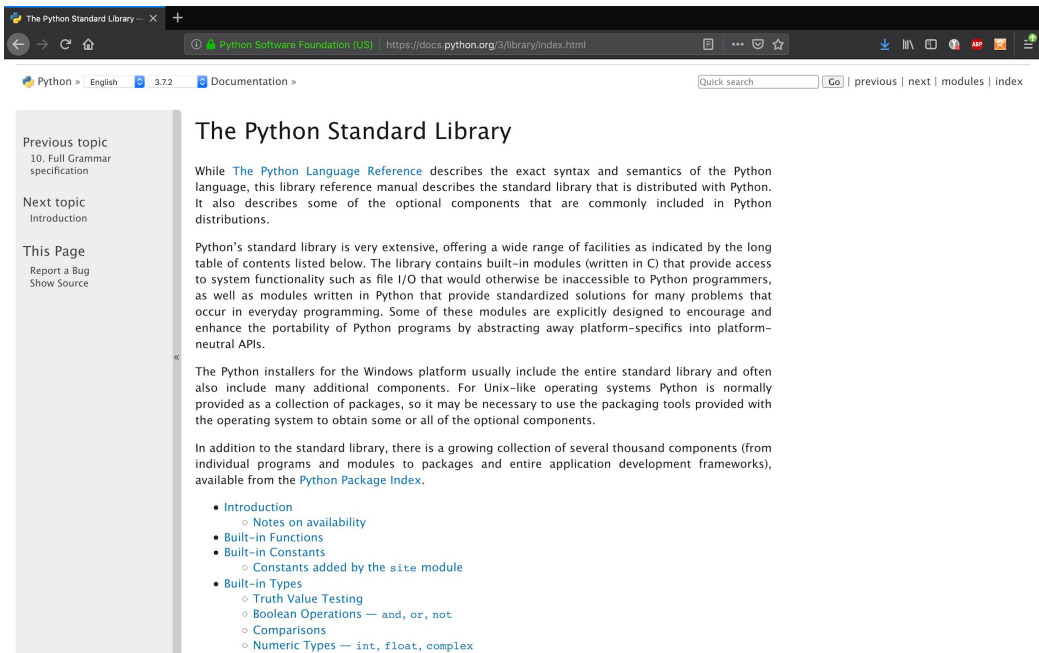 The Python Standard Library —
Python Software Foundation (US) https://docs.python.org/3/library/index.html
ABP
Python » English 3.7.2 Documentation »
Quick search Go | previous | next | modules | index
Previous topic
10. Full Grammar
specification
Next topic
Introduction
This Page
Report a Bug
Show Source
«
The Python Standard Library
While The Python Language Reference describes the exact syntax and semantics of the Python
language, this library reference manual describes the standard library that is distributed with Python.
It also describes some of the optional components that are commonly included in Python
distributions.
Python's standard library is very extensive, offering a wide range of facilities as indicated by the long
table of contents listed below. The library contains built-in modules (written in C) that provide access
to system functionality such as file I/O that would otherwise be inaccessible to Python programmers,
as well as modules written in Python that provide standardized solutions for many problems that
occur in everyday programming. Some of these modules are explicitly designed to encourage and
enhance the portability of Python programs by abstracting away platform-specifics into platform-
neutral APIs.
The Python installers for the Windows platform usually include the entire standard library and often
also include many additional components. For Unix-like operating systems Python is normally
provided as a collection of packages, so it may be necessary to use the packaging tools provided with
the operating system to obtain some or all of the optional components.
In addition to the standard library, there is a growing collection of several thousand components (from
individual programs and modules to packages and entire application development frameworks),
available from the Python Package Index.
• Introduction
○ Notes on availability
• Built-in Functions
• Built-in Constants
○ Constants added by the site module
• Built-in Types
○ Truth Value Testing
○ Boolean Operations — and, or, not
○ Comparisons
○ Numeric Types — int, float, complex